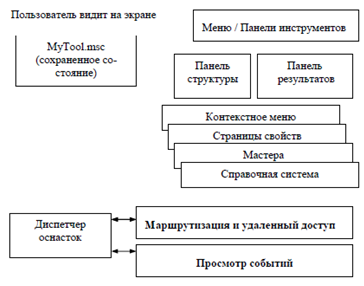 Пользователь видит на экране
Меню / Панели инструментов
MyTool.msc
(сохраненное со-
стояние)
Панель
структуры
Панель
результатов
Контекстное меню
Страницы свойств
Мастера
Справочная система
Диспетчер
оснасток
Маршрутизация и удаленный доступ
Просмотр событий